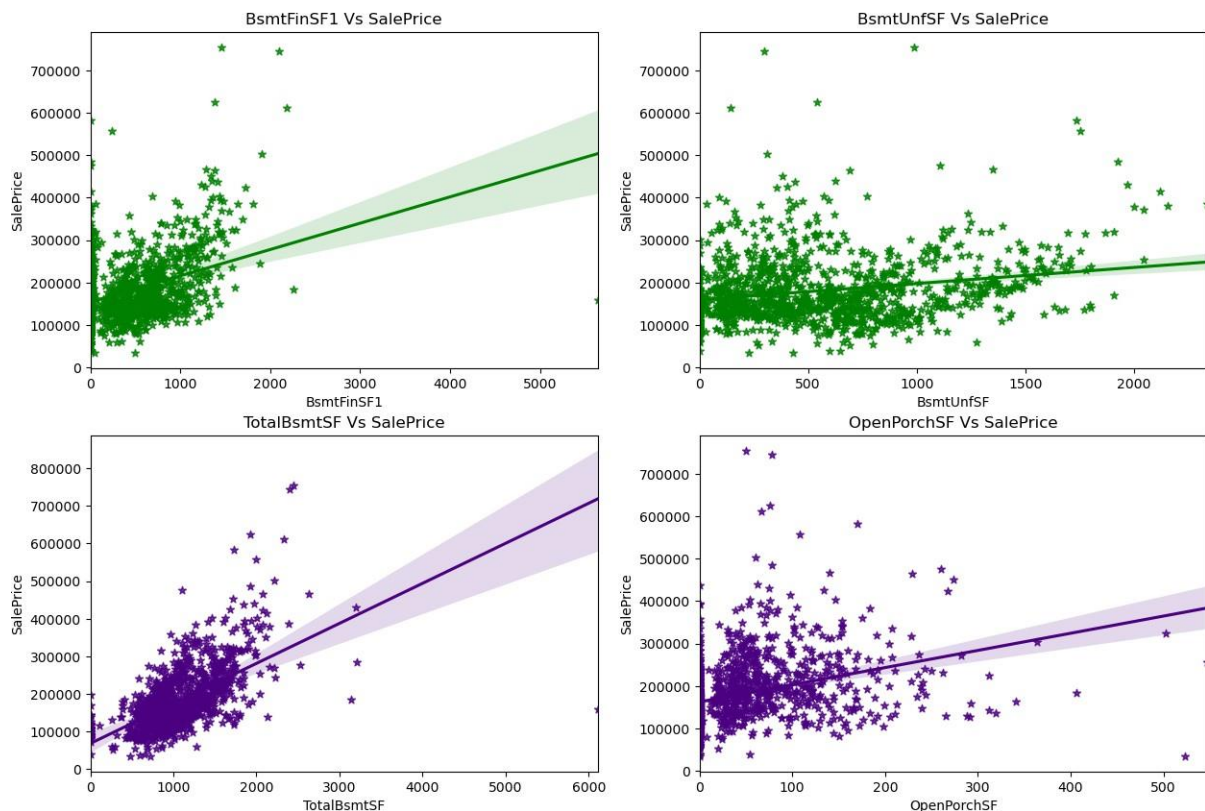 BsmtFinSF1 Vs SalePrice
700000
600000
500000
400000
300000
200000
100000
0
SalePrice
0 1000 2000 3000 4000 5000
BsmtFinSF1
BsmtUnfSF Vs SalePrice
700000
600000
500000
400000
300000
200000
100000
0
SalePrice
0 500 1000 1500 2000
BsmtUnfSF
TotalBsmtSF Vs SalePrice
800000
700000
600000
500000
400000
300000
200000
100000
0
SalePrice
0 1000 2000 3000 4000 5000 6000
TotalBsmtSF
OpenPorchSF Vs SalePrice
700000
600000
500000
400000
300000
200000
100000
0
SalePrice
0 100 200 300 400 500
OpenPorchSF